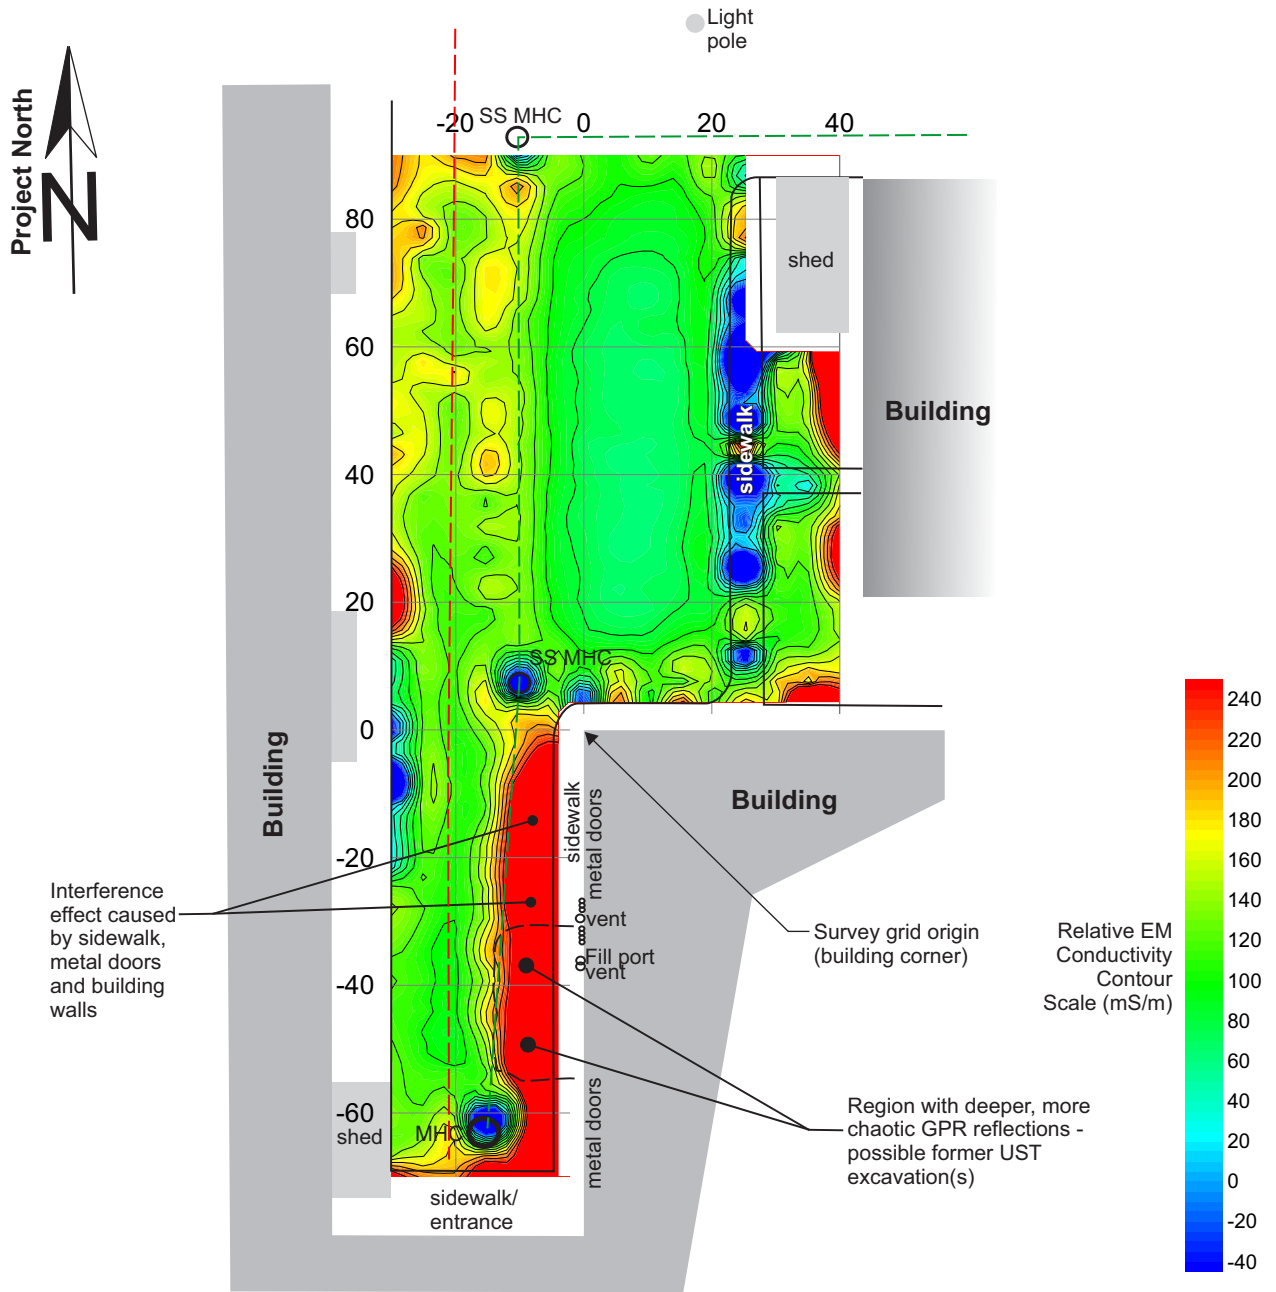 Light
pole
Project North
N
-20
SS MHC
0
20
40
80
60
40
20
0
-20
-40
-60
shed
sidewalk
Building
SS MHC
Building
Building
sidewalk
metal doors
vent
Fill port
vent
metal doors
MHC
shed
sidewalk/
entrance
Interference
effect caused
by sidewalk,
metal doors
and building
walls
Survey grid origin
(building corner)
Region with deeper, more
chaotic GPR reflections -
possible former UST
excavation(s)
Relative EM
Conductivity
Contour
Scale (mS/m)
240
220
200
180
160
140
120
100
80
60
40
20
0
-20
-40